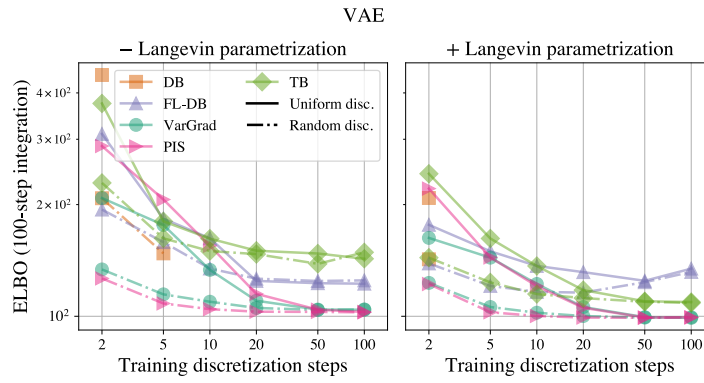 VAE
− Langevin parametrization
+ Langevin parametrization
ELBO (100-step integration)
4 × 10²
3 × 10²
2 × 10²
10²
DB
FL-DB
VarGrad
PIS
TB
Uniform disc.
Random disc.
2 5 10 20 50 100
2 5 10 20 50 100
Training discretization steps
Training discretization steps